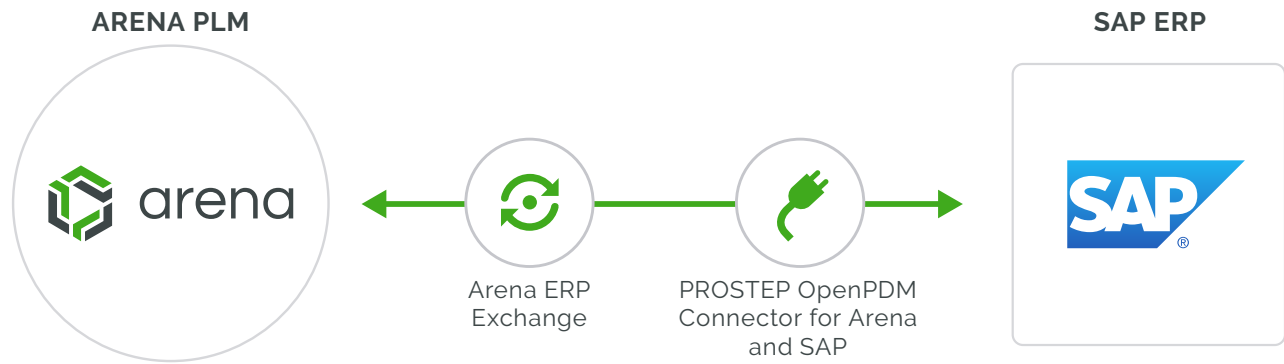 ARENA PLM
SAP ERP
arena
SAP®
Arena ERP
Exchange
PROSTEP OpenPDM
Connector for Arena
and SAP